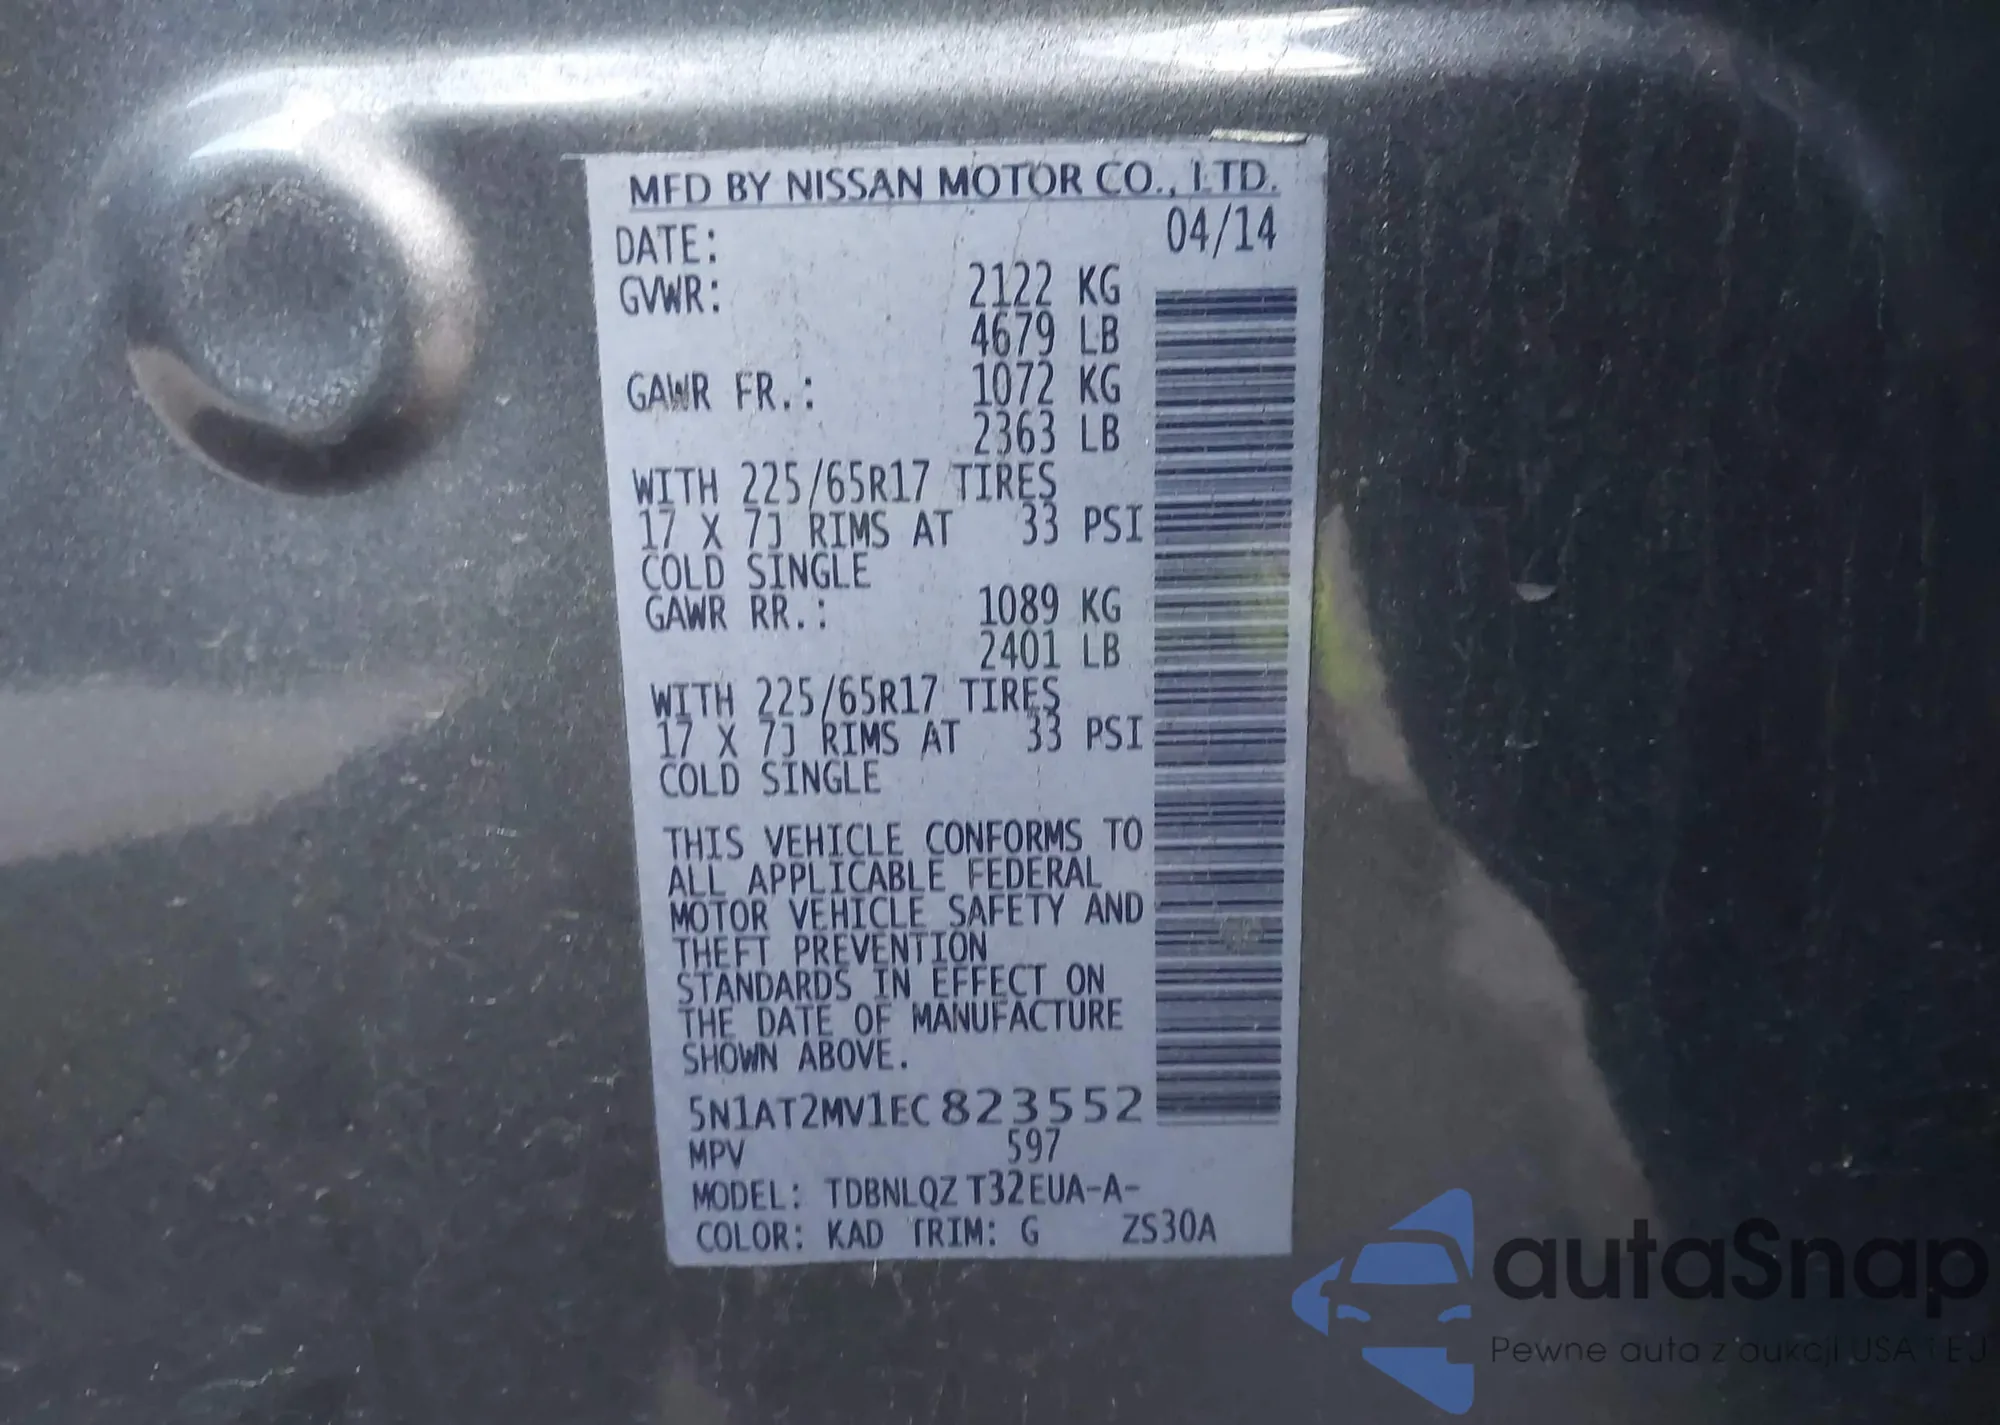 MFD BY NISSAN MOTOR CO., LTD.
DATE: 04/14
GVWR: 2122 KG
4679 LB
GAWR FR.: 1072 KG
2363 LB
WITH 225/65R17 TIRES
17 X 7J RIMS AT 33 PSI
COLD SINGLE
GAWR RR.: 1089 KG
2401 LB
WITH 225/65R17 TIRES
17 X 7J RIMS AT 33 PSI
COLD SINGLE
THIS VEHICLE CONFORMS TO
ALL APPLICABLE FEDERAL
MOTOR VEHICLE SAFETY AND
THEFT PREVENTION
STANDARDS IN EFFECT ON
THE DATE OF MANUFACTURE
SHOWN ABOVE.
5N1AT2MV1EC823552
MPV 597
MODEL: TDBNLQZ T32EUA-A-
COLOR: KAD TRIM: G ZS30A
autaSnap
Pewne auta z aukcji USA i EJ